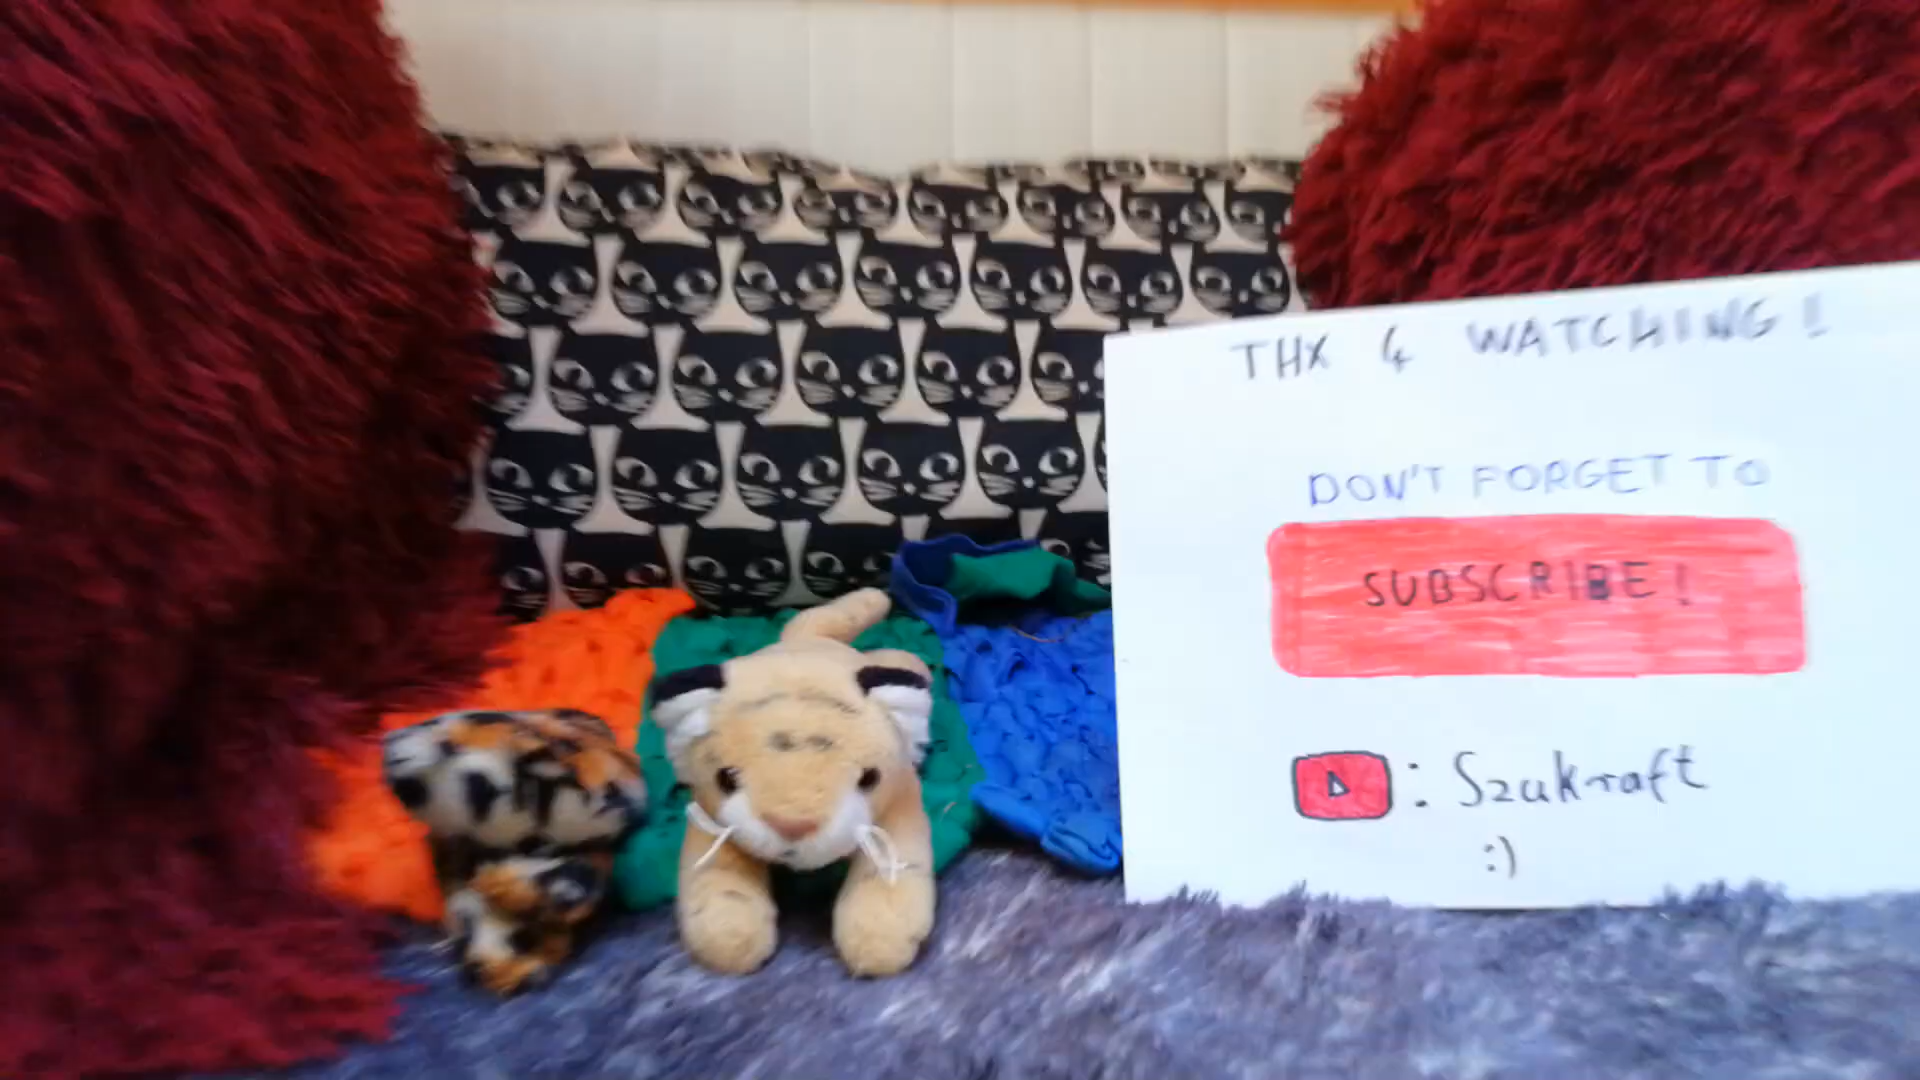 THX 4 WATCHING!
DON'T FORGET TO
SUBSCRIBE!
: Szukraft
:)